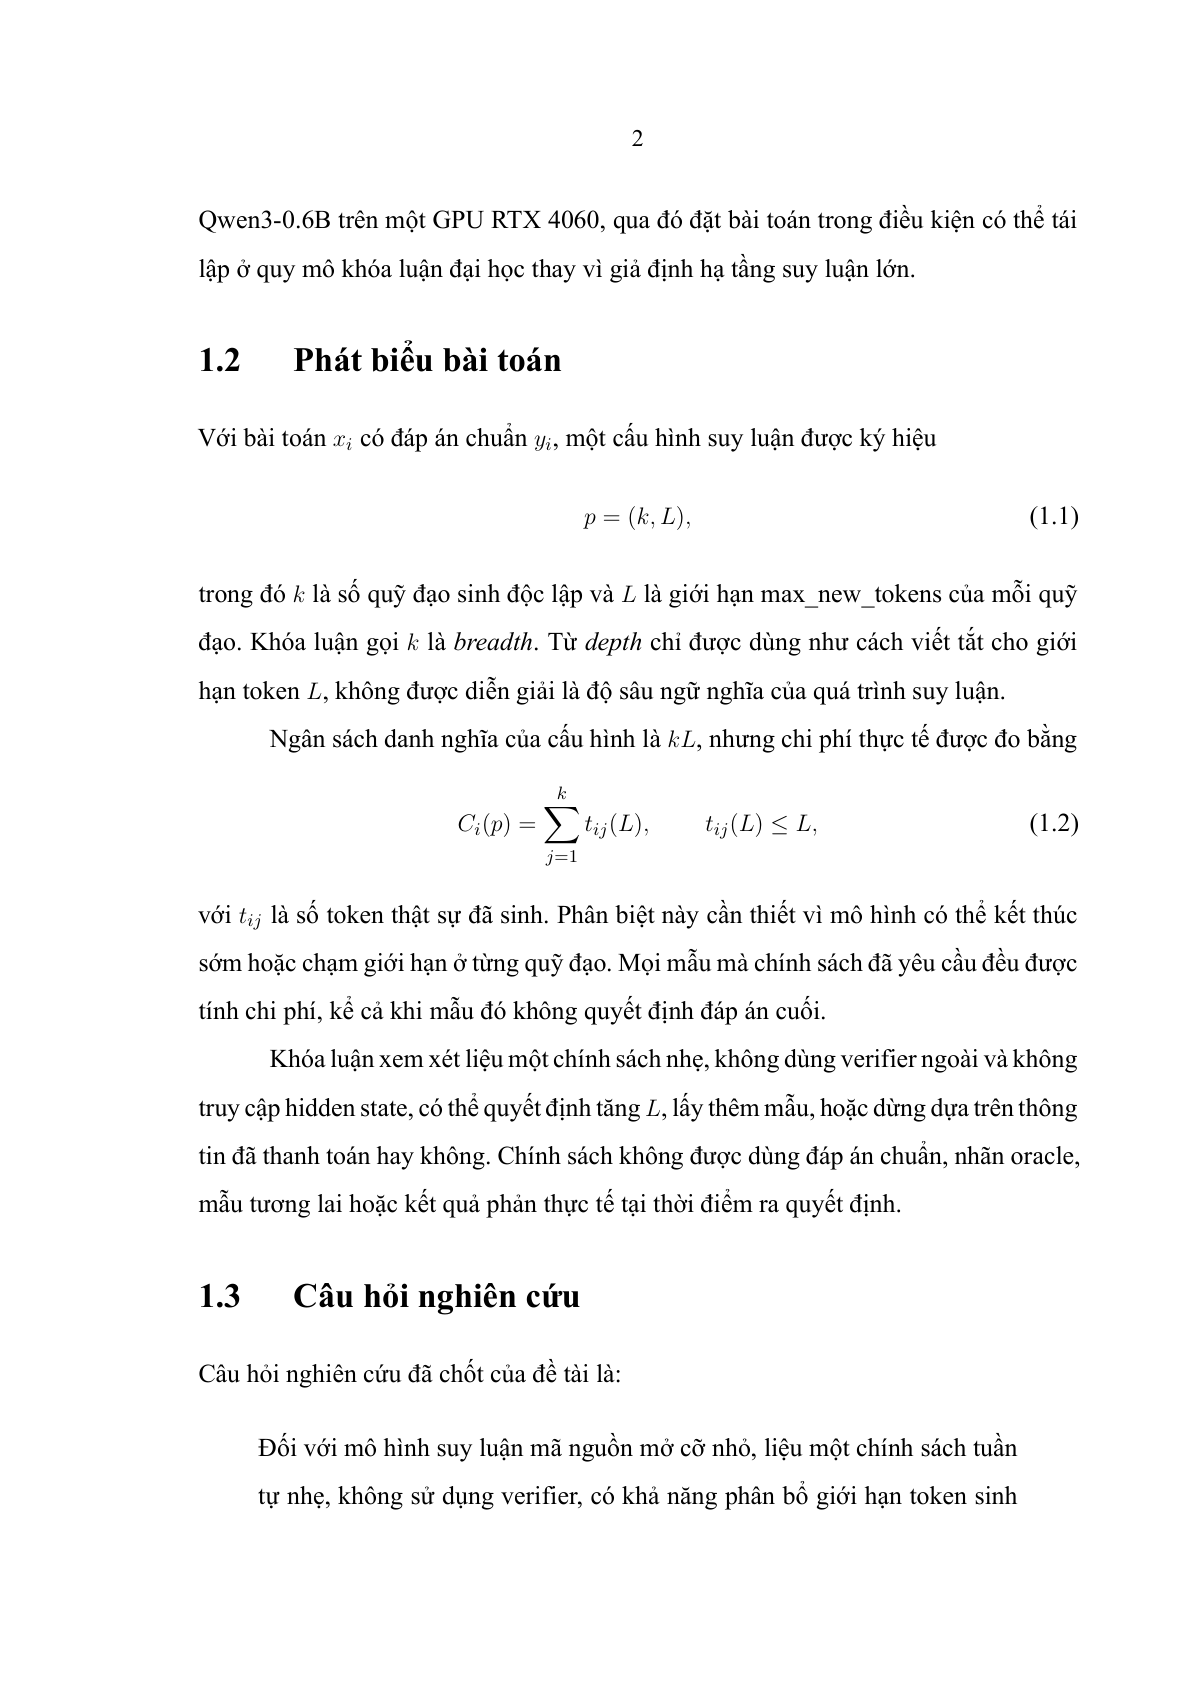 2
Qwen3-0.6B trên một GPU RTX 4060, qua đó đặt bài toán trong điều kiện có thể tái
lập ở quy mô khóa luận đại học thay vì giả định hạ tầng suy luận lớn.
1.2 Phát biểu bài toán
Với bài toán x_i có đáp án chuẩn y_i, một cấu hình suy luận được ký hiệu
p = (k, L), (1.1)
trong đó k là số quỹ đạo sinh độc lập và L là giới hạn max_new_tokens của mỗi quỹ
đạo. Khóa luận gọi k là breadth. Từ depth chỉ được dùng như cách viết tắt cho giới
hạn token L, không được diễn giải là độ sâu ngữ nghĩa của quá trình suy luận.
Ngân sách danh nghĩa của cấu hình là kL, nhưng chi phí thực tế được đo bằng
C_i(p) = \sum_{j=1}^{k} t_{ij}(L), t_{ij}(L) ≤ L, (1.2)
với t_{ij} là số token thật sự đã sinh. Phân biệt này cần thiết vì mô hình có thể kết thúc
sớm hoặc chạm giới hạn ở từng quỹ đạo. Mọi mẫu mà chính sách đã yêu cầu đều được
tính chi phí, kể cả khi mẫu đó không quyết định đáp án cuối.
Khóa luận xem xét liệu một chính sách nhẹ, không dùng verifier ngoài và không
truy cập hidden state, có thể quyết định tăng L, lấy thêm mẫu, hoặc dừng dựa trên thông
tin đã thanh toán hay không. Chính sách không được dùng đáp án chuẩn, nhãn oracle,
mẫu tương lai hoặc kết quả phản thực tế tại thời điểm ra quyết định.
1.3 Câu hỏi nghiên cứu
Câu hỏi nghiên cứu đã chốt của đề tài là:
Đối với mô hình suy luận mã nguồn mở cỡ nhỏ, liệu một chính sách tuần
tự nhẹ, không sử dụng verifier, có khả năng phân bổ giới hạn token sinh